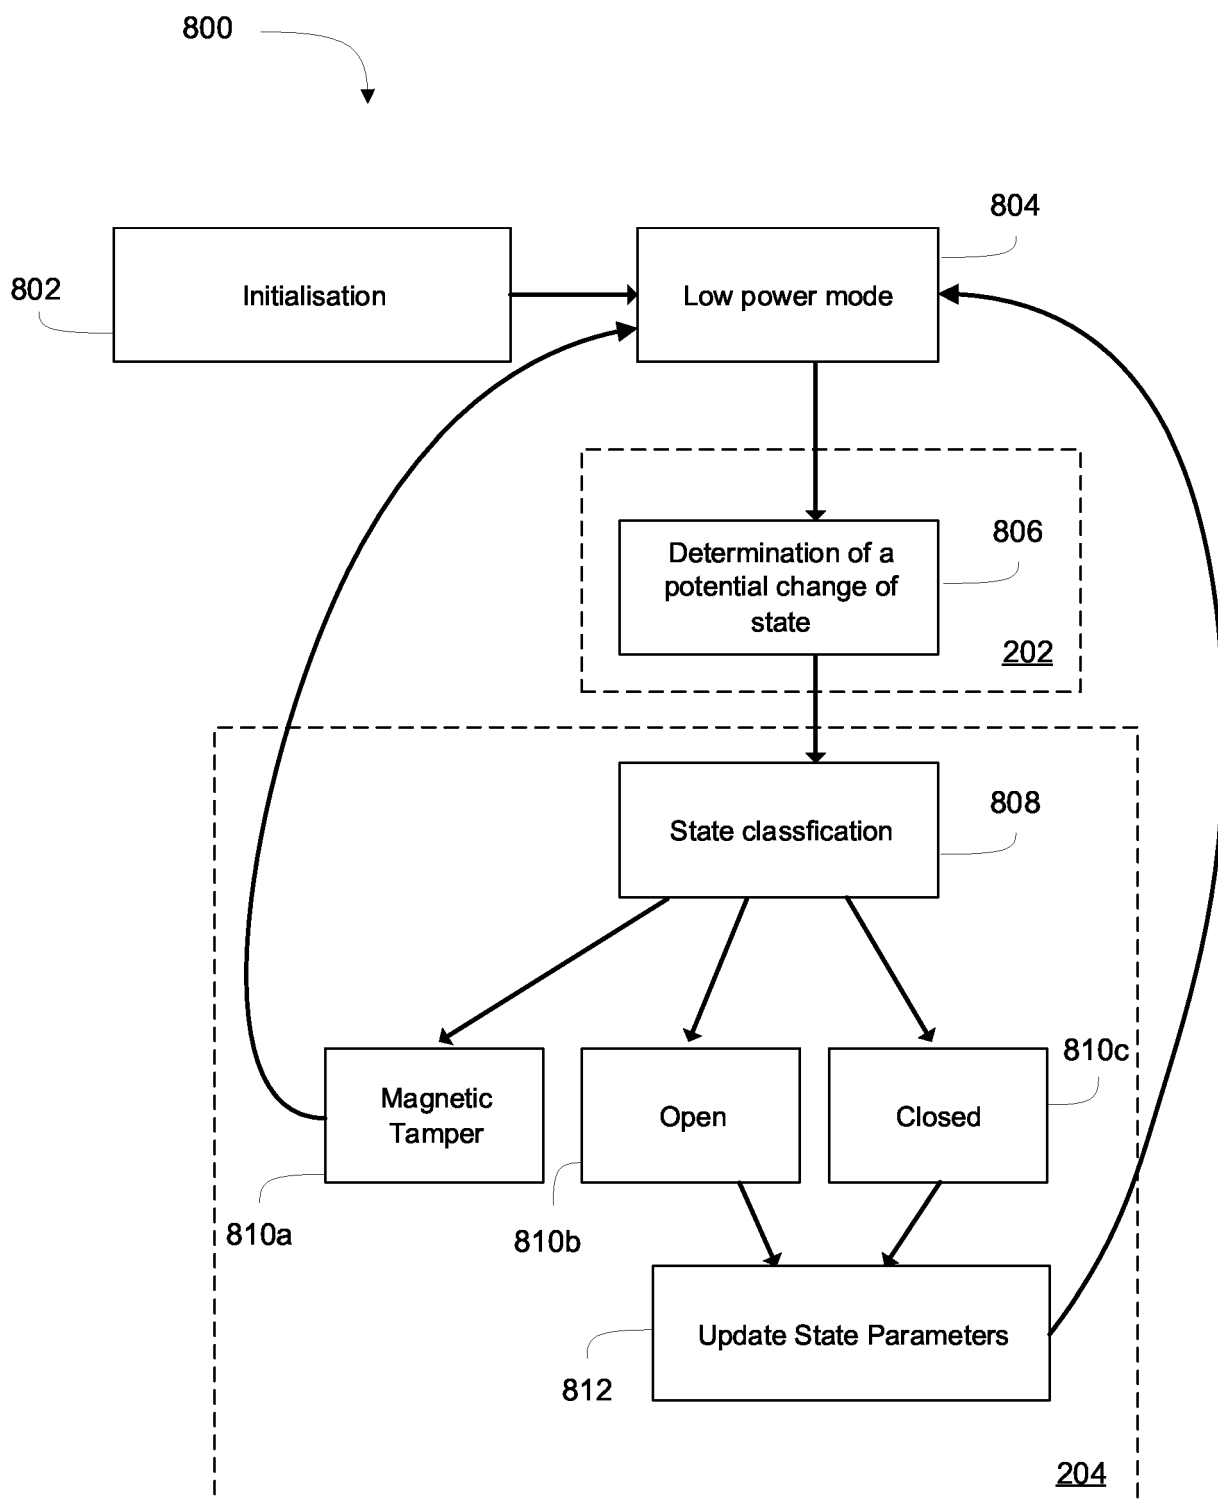 800
804
802
Initialisation
Low power mode
806
Determination of a
potential change of
state
202
808
State classfication
810c
Magnetic
Tamper
Open
Closed
810a
810b
Update State Parameters
812
204